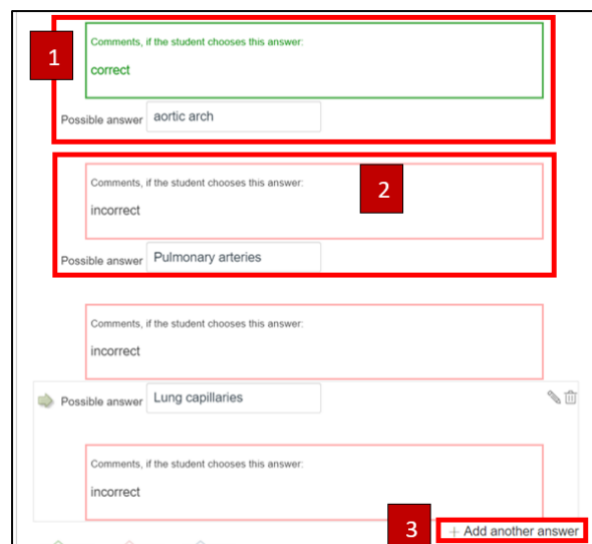 1
Comments, if the student chooses this answer:
correct
Possible answer aortic arch
2
Comments, if the student chooses this answer:
incorrect
Possible answer Pulmonary arteries
Comments, if the student chooses this answer:
incorrect
Possible answer Lung capillaries
Comments, if the student chooses this answer:
incorrect
3 + Add another answer